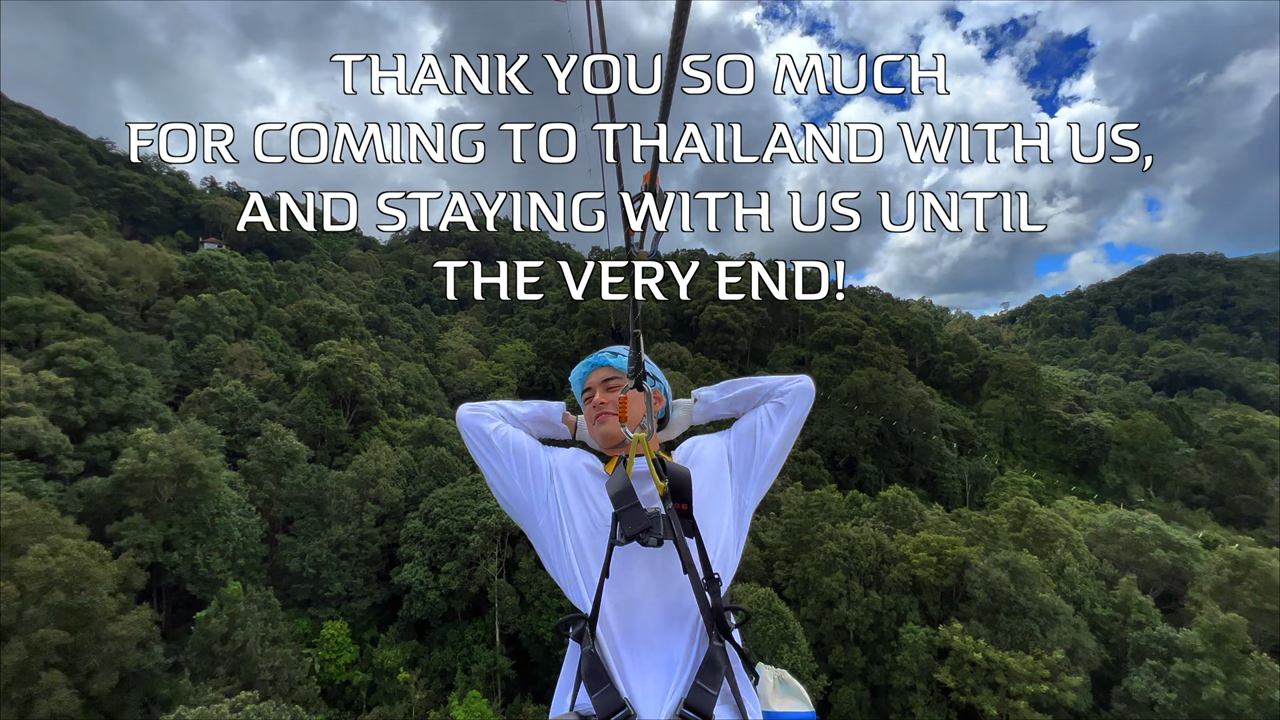 THANK YOU SO MUCH
FOR COMING TO THAILAND WITH US,
AND STAYING WITH US UNTIL
THE VERY END!